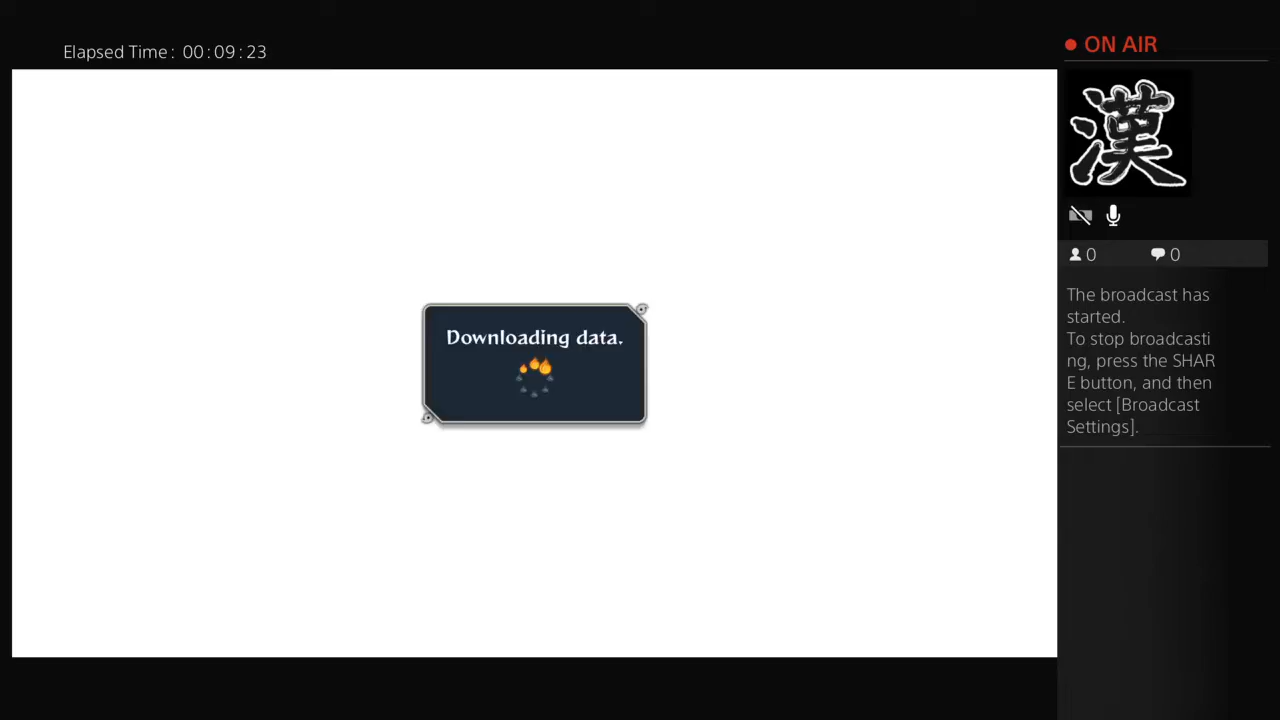 Elapsed Time: 00:09:23
ON AIR
漢
0 0
The broadcast has
started.
To stop broadcasti
ng, press the SHAR
E button, and then
select [Broadcast
Settings].
Downloading data.